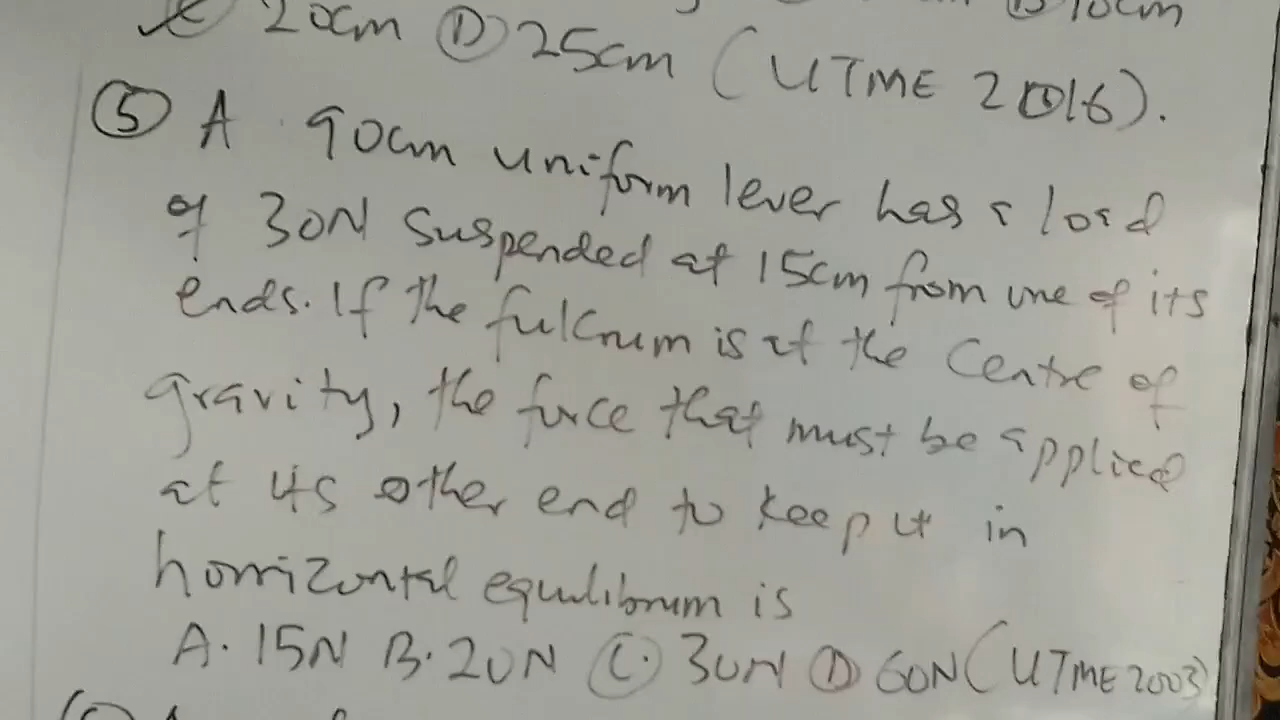 C 20cm D 25cm (UTME 2016).
5 A 90cm uniform lever has a load
of 30N suspended at 15cm from one of its
ends. If the fulcrum is at the Centre of
gravity, the force that must be applied
at its other end to keep it in
horrizontal equilibrum is
A. 15N B. 20N C. 30N D 60N (UTME 2003)